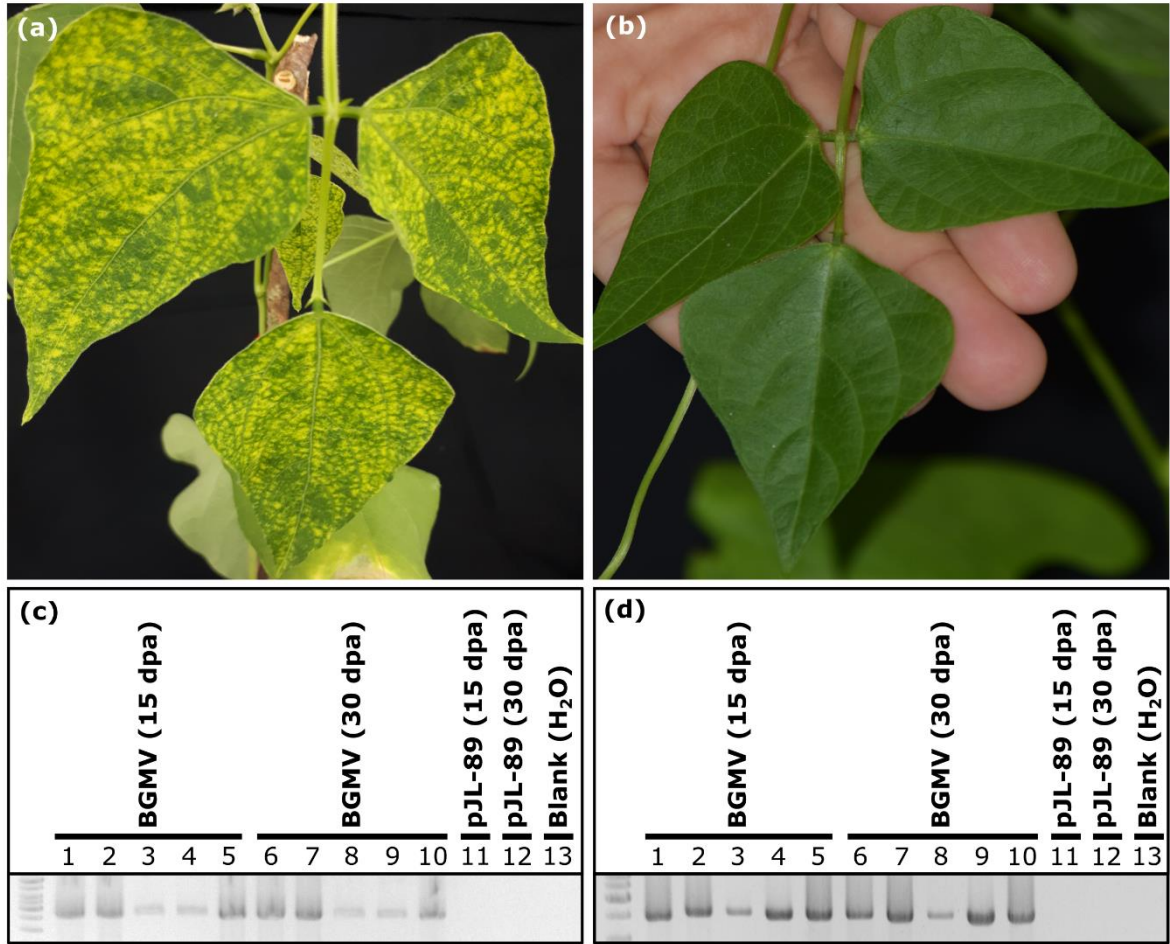 (a)
(b)
(c)
BGMV (15 dpa)
BGMV (30 dpa)
pJL-89 (15 dpa)
pJL-89 (30 dpa)
Blank (H₂O)
1 2 3 4 5 6 7 8 9 10 11 12 13
(d)
BGMV (15 dpa)
BGMV (30 dpa)
pJL-89 (15 dpa)
pJL-89 (30 dpa)
Blank (H₂O)
1 2 3 4 5 6 7 8 9 10 11 12 13